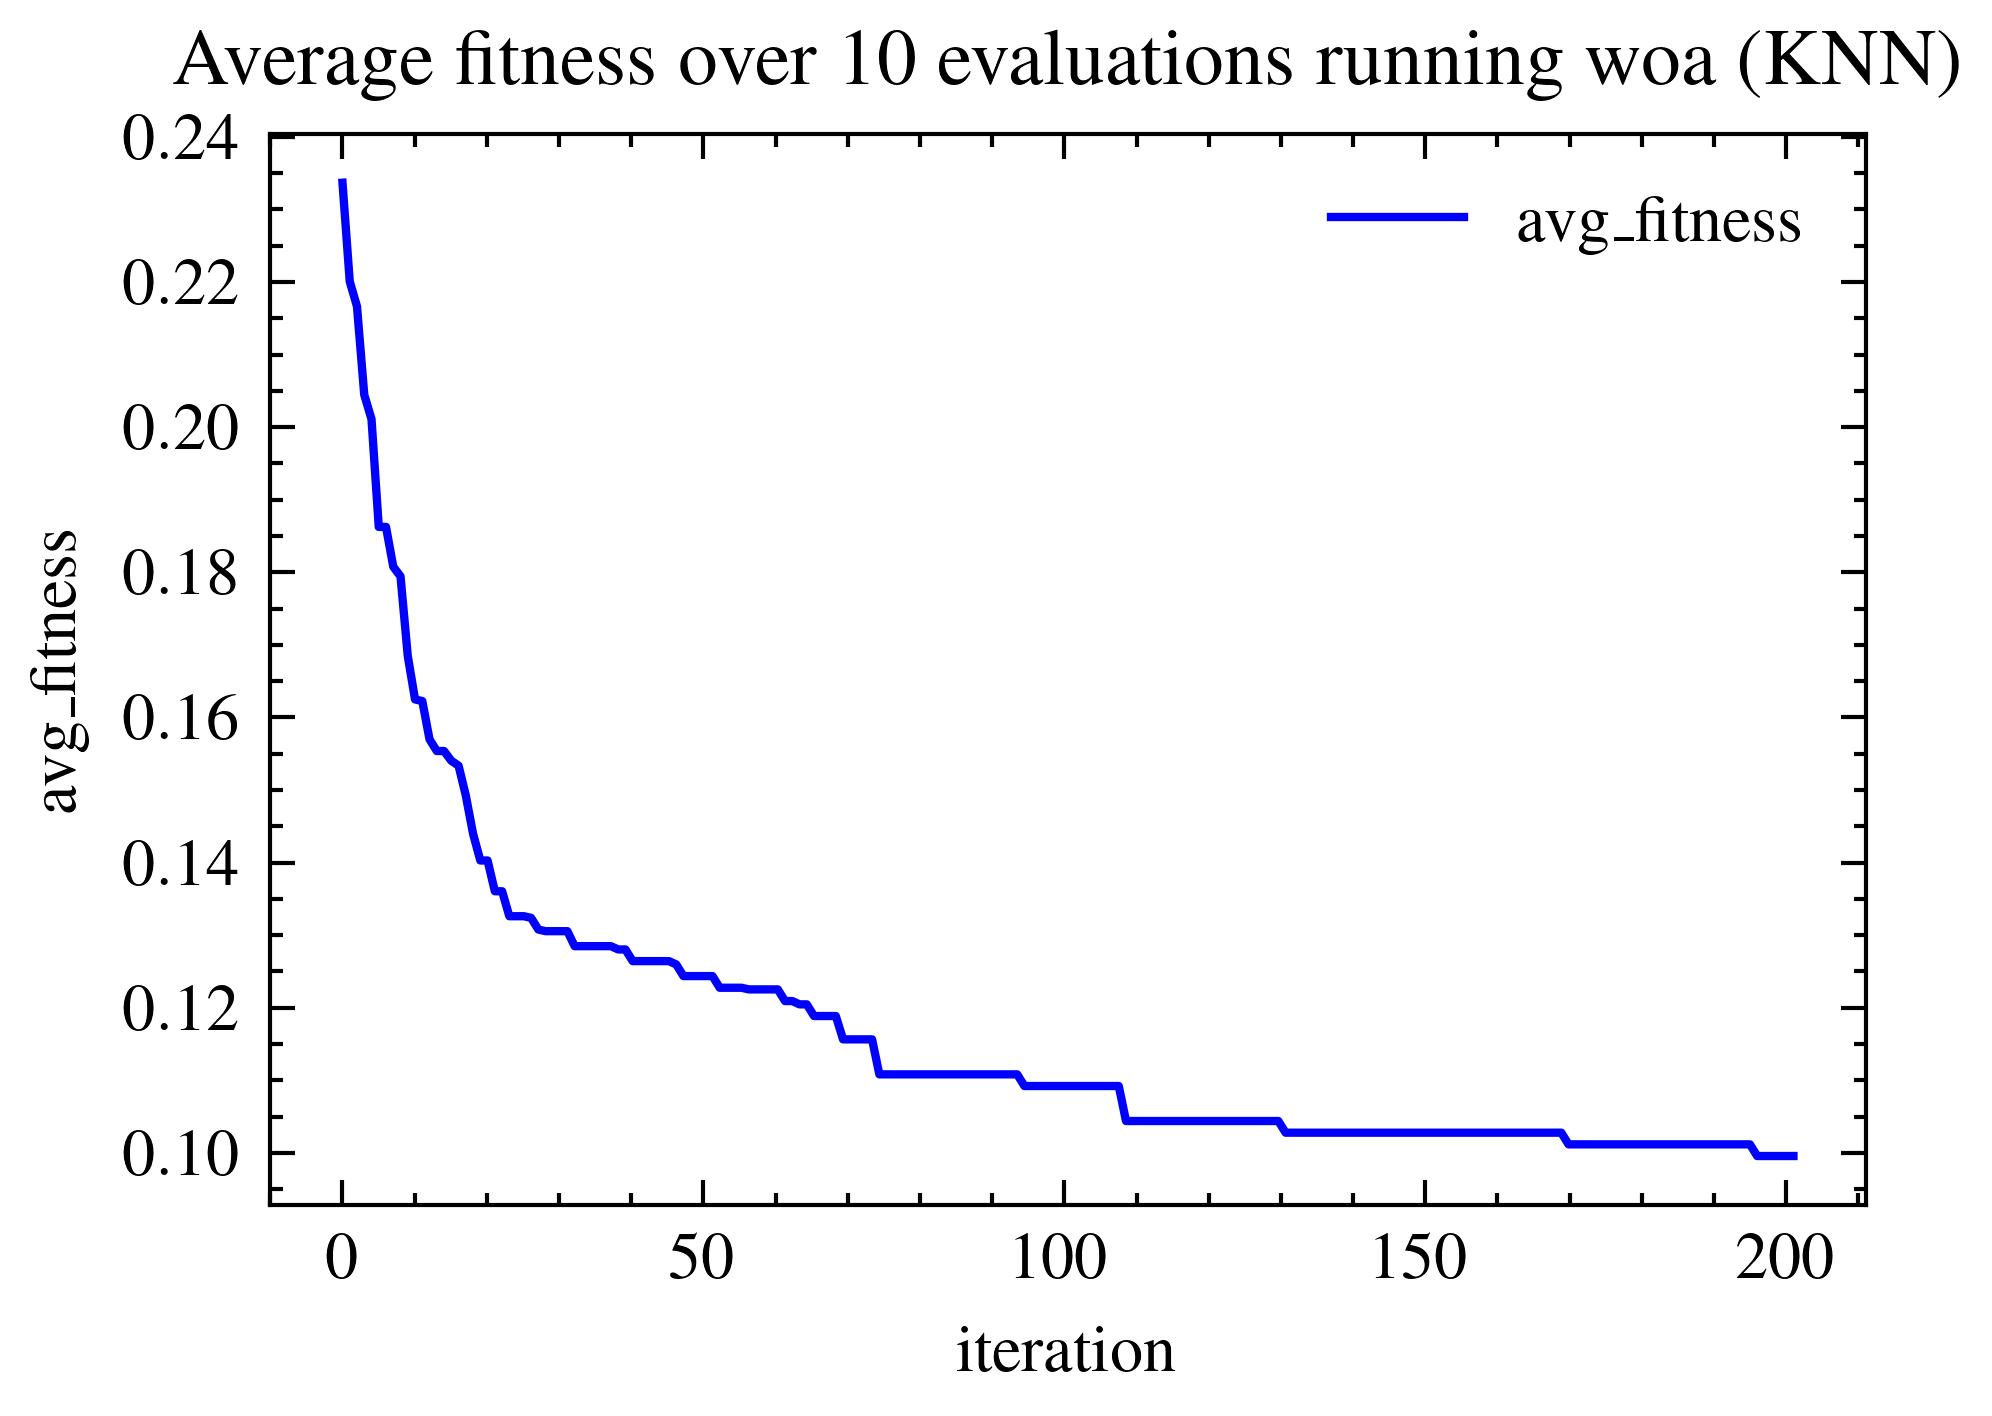 Average fitness over 10 evaluations running woa (KNN)
avg_fitness
0.24
0.22
0.20
0.18
0.16
0.14
0.12
0.10
avg_fitness
0 50 100 150 200
iteration